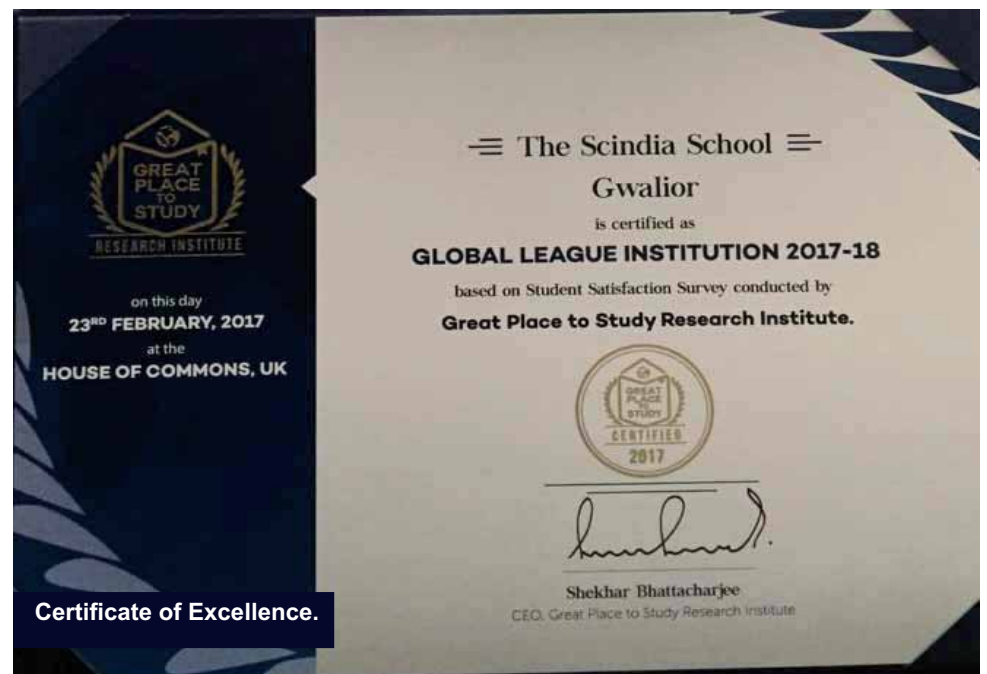 GREAT
PLACE
TO
STUDY
RESEARCH INSTITUTE
on this day
23RD FEBRUARY, 2017
at the
HOUSE OF COMMONS, UK
The Scindia School
Gwalior
is certified as
GLOBAL LEAGUE INSTITUTION 2017-18
based on Student Satisfaction Survey conducted by
Great Place to Study Research Institute.
GREAT
PLACE
TO
STUDY
CERTIFIED
2017
Shekhar Bhattacharjee
CEO, Great Place to Study Research Institute
Certificate of Excellence.